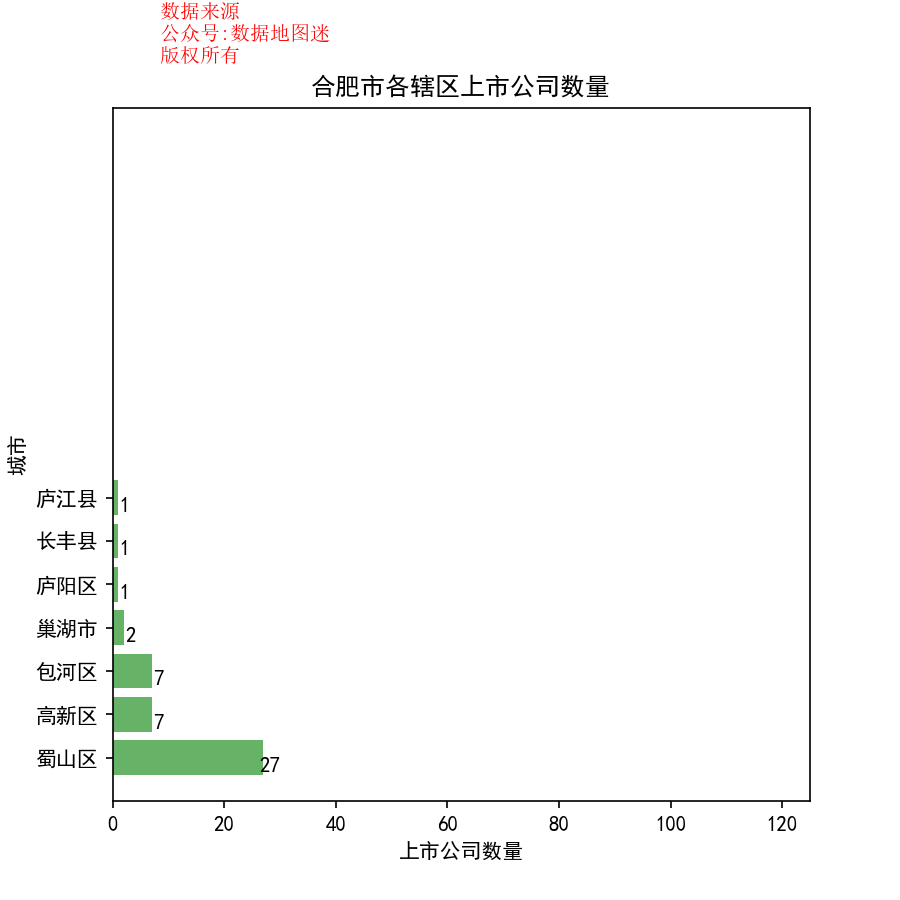 数据来源
公众号:数据地图迷
版权所有
合肥市各辖区上市公司数量
城市
庐江县 1
长丰县 1
庐阳区 1
巢湖市 2
包河区 7
高新区 7
蜀山区 27
0 20 40 60 80 100 120
上市公司数量